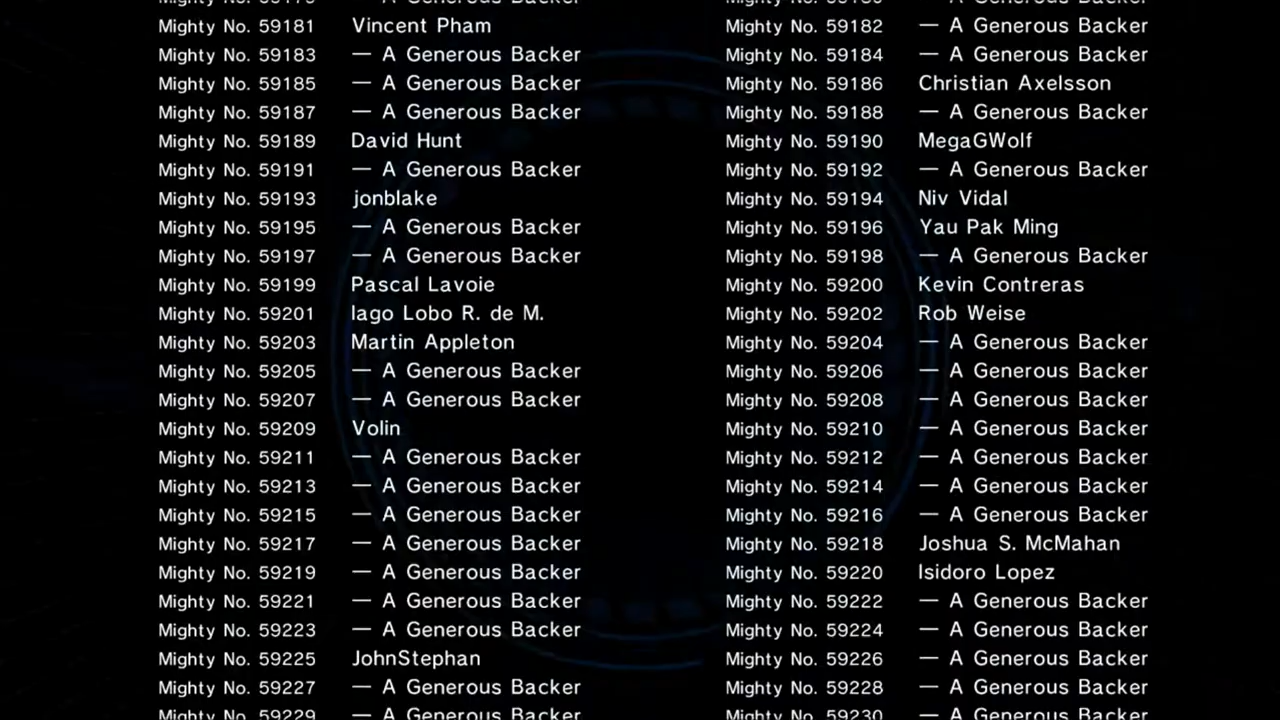 Mighty No. 59181 Vincent Pham Mighty No. 59182 — A Generous Backer
Mighty No. 59183 — A Generous Backer Mighty No. 59184 — A Generous Backer
Mighty No. 59185 — A Generous Backer Mighty No. 59186 Christian Axelsson
Mighty No. 59187 — A Generous Backer Mighty No. 59188 — A Generous Backer
Mighty No. 59189 David Hunt Mighty No. 59190 MegaGWolf
Mighty No. 59191 — A Generous Backer Mighty No. 59192 — A Generous Backer
Mighty No. 59193 jonblake Mighty No. 59194 Niv Vidal
Mighty No. 59195 — A Generous Backer Mighty No. 59196 Yau Pak Ming
Mighty No. 59197 — A Generous Backer Mighty No. 59198 — A Generous Backer
Mighty No. 59199 Pascal Lavoie Mighty No. 59200 Kevin Contreras
Mighty No. 59201 Iago Lobo R. de M. Mighty No. 59202 Rob Weise
Mighty No. 59203 Martin Appleton Mighty No. 59204 — A Generous Backer
Mighty No. 59205 — A Generous Backer Mighty No. 59206 — A Generous Backer
Mighty No. 59207 — A Generous Backer Mighty No. 59208 — A Generous Backer
Mighty No. 59209 Volin Mighty No. 59210 — A Generous Backer
Mighty No. 59211 — A Generous Backer Mighty No. 59212 — A Generous Backer
Mighty No. 59213 — A Generous Backer Mighty No. 59214 — A Generous Backer
Mighty No. 59215 — A Generous Backer Mighty No. 59216 — A Generous Backer
Mighty No. 59217 — A Generous Backer Mighty No. 59218 Joshua S. McMahan
Mighty No. 59219 — A Generous Backer Mighty No. 59220 Isidoro Lopez
Mighty No. 59221 — A Generous Backer Mighty No. 59222 — A Generous Backer
Mighty No. 59223 — A Generous Backer Mighty No. 59224 — A Generous Backer
Mighty No. 59225 JohnStephan Mighty No. 59226 — A Generous Backer
Mighty No. 59227 — A Generous Backer Mighty No. 59228 — A Generous Backer
Mighty No. 59229 — A Generous Backer Mighty No. 59230 — A Generous Backer